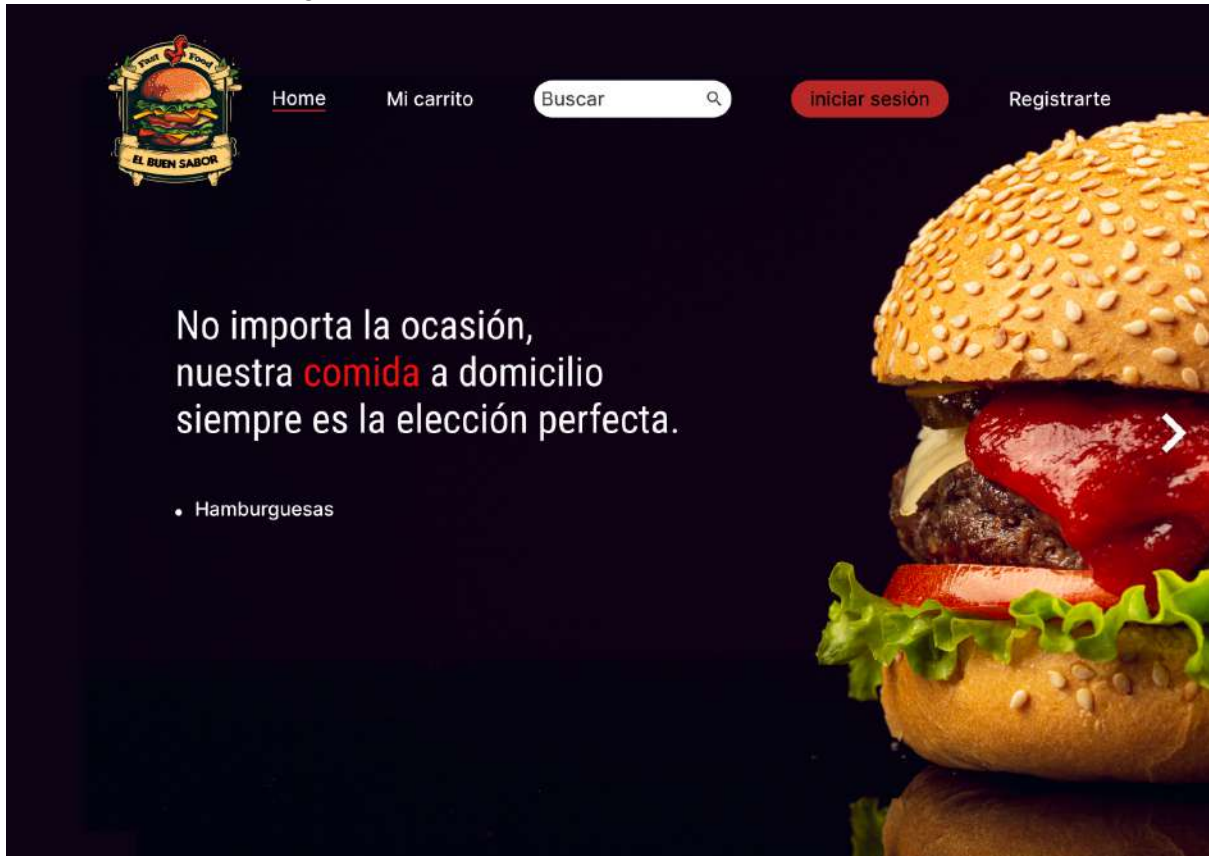 Fast Food
EL BUEN SABOR
Home
Mi carrito
Buscar
iniciar sesión
Registrarte
No importa la ocasión,
nuestra comida a domicilio
siempre es la elección perfecta.
• Hamburguesas